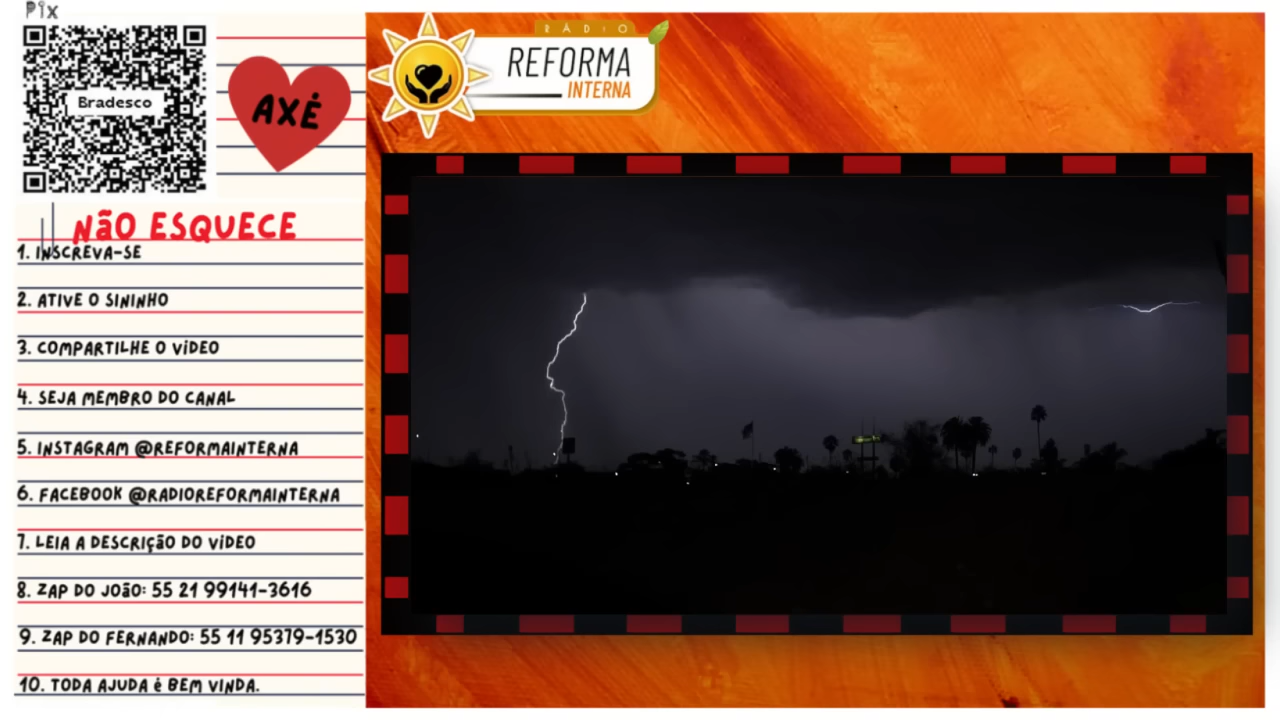 Pix
Bradesco
AXÉ
NÃO ESQUECE
1. INSCREVA-SE
2. ATIVE O SININHO
3. COMPARTILHE O VÍDEO
4. SEJA MEMBRO DO CANAL
5. INSTAGRAM @REFORMAINTERNA
6. FACEBOOK @RADIOREFORMAINTERNA
7. LEIA A DESCRIÇÃO DO VÍDEO
8. ZAP DO JOÃO: 55 21 99141-3616
9. ZAP DO FERNANDO: 55 11 95379-1530
10. TODA AJUDA É BEM VINDA.
RÁDIO
REFORMA
INTERNA